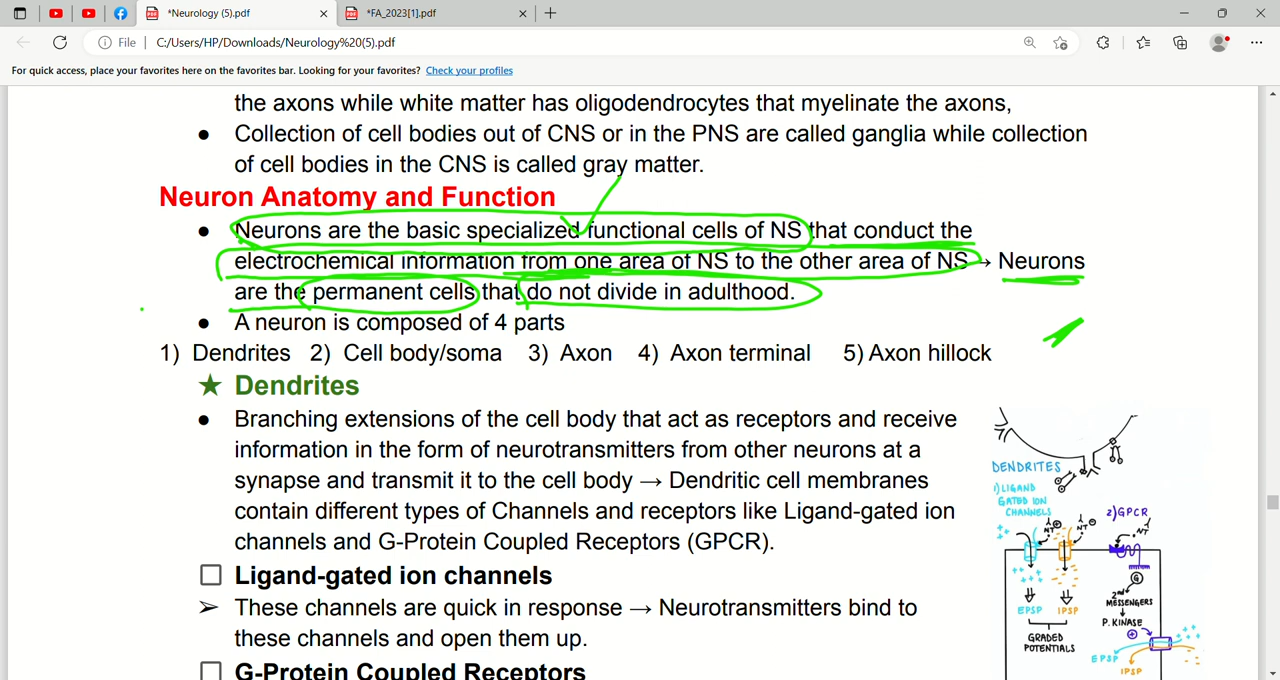 *Neurology (5).pdf
*FA_2023[1].pdf
File
C:/Users/HP/Downloads/Neurology%20(5).pdf
For quick access, place your favorites here on the favorites bar. Looking for your favorites? Check your profiles
the axons while white matter has oligodendrocytes that myelinate the axons,
● Collection of cell bodies out of CNS or in the PNS are called ganglia while collection
of cell bodies in the CNS is called gray matter.
Neuron Anatomy and Function
● Neurons are the basic specialized functional cells of NS that conduct the
electrochemical information from one area of NS to the other area of NS → Neurons
are the permanent cells that do not divide in adulthood.
● A neuron is composed of 4 parts
1) Dendrites 2) Cell body/soma 3) Axon 4) Axon terminal 5) Axon hillock
★ Dendrites
● Branching extensions of the cell body that act as receptors and receive
information in the form of neurotransmitters from other neurons at a
synapse and transmit it to the cell body → Dendritic cell membranes
contain different types of Channels and receptors like Ligand-gated ion
channels and G-Protein Coupled Receptors (GPCR).
Ligand-gated ion channels
➢ These channels are quick in response → Neurotransmitters bind to
these channels and open them up.
G-Protein Coupled Receptors
DENDRITES
1) LIGAND
GATED ION
CHANNELS
2) GPCR
NT
NT
NT
G
2nd
MESSENGERS
P. KINASE
EPSP
IPSP
GRADED
POTENTIALS
EPSP
IPSP